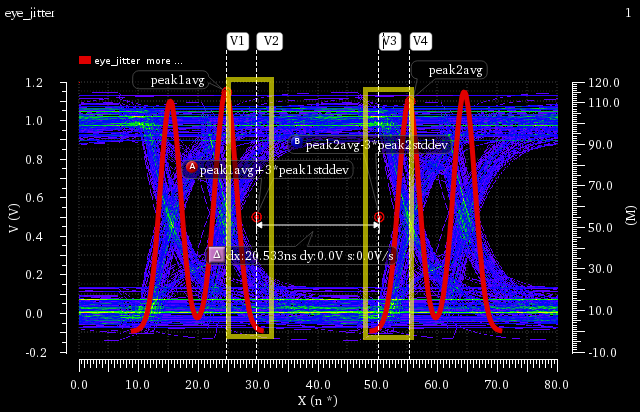 eye_jitter 1
V1 V2 V3 V4
eye_jitter more ...
peak1avg peak2avg
B peak2avg-3*peak2stddev
A peak1avg+3*peak1stddev
Δ dx:20.533ns dy:0.0V s:0.0V/s
1.2
1.0
0.8
0.6
0.4
0.2
0.0
-0.2
V (V)
120.0
110.0
90.0
70.0
50.0
30.0
10.0
-10.0
(M)
0.0 10.0 20.0 30.0 40.0 50.0 60.0 70.0 80.0
X (n *)